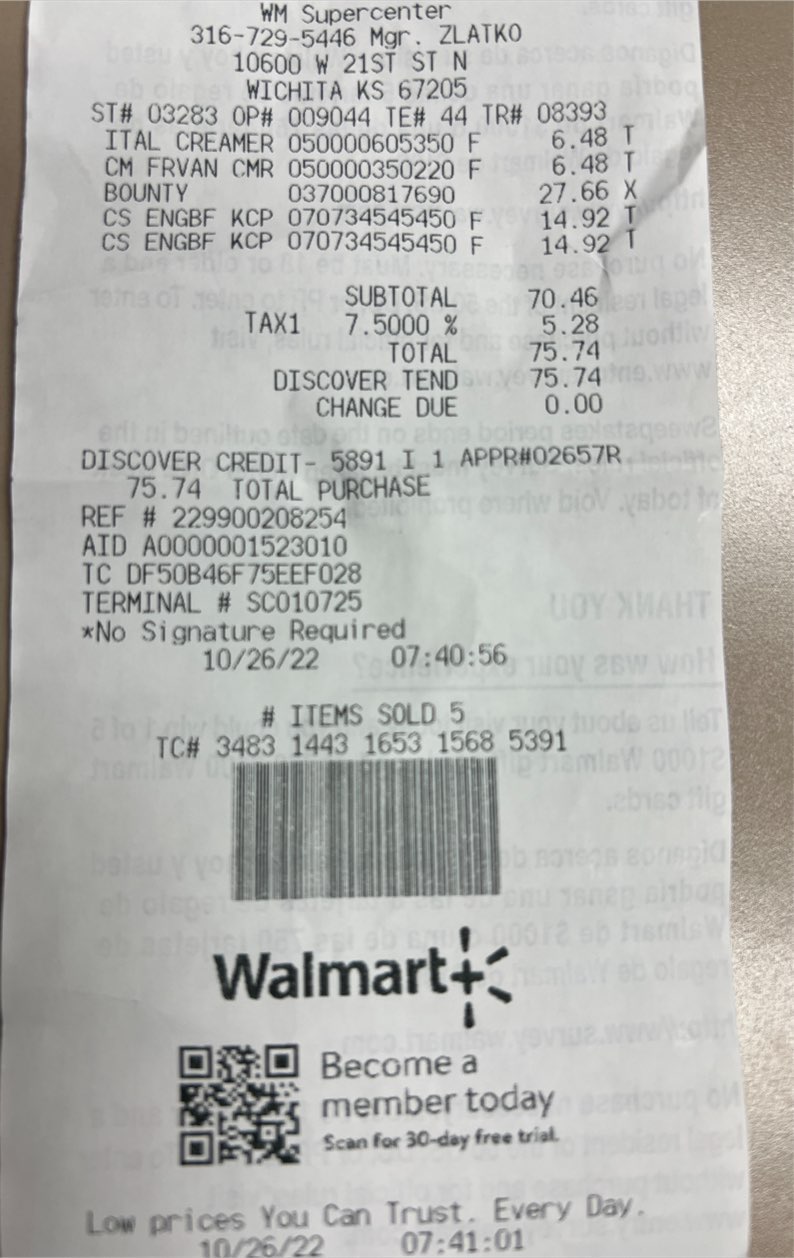 WM Supercenter
316-729-5446 Mgr. ZLATKO
10600 W 21ST ST N
WICHITA KS 67205
ST# 03283 OP# 009044 TE# 44 TR# 08393
ITAL CREAMER 050000605350 F 6.48 T
CM FRVAN CMR 050000350220 F 6.48 T
BOUNTY 037000817690 27.66 X
CS ENGBF KCP 070734545450 F 14.92 T
CS ENGBF KCP 070734545450 F 14.92 T
SUBTOTAL 70.46
TAX1 7.5000 % 5.28
TOTAL 75.74
DISCOVER TEND 75.74
CHANGE DUE 0.00
DISCOVER CREDIT- 5891 I 1 APPR#02657R
75.74 TOTAL PURCHASE
REF # 229900208254
AID A0000001523010
TC DF50B46F75EEF028
TERMINAL # SC010725
*No Signature Required
10/26/22 07:40:56
# ITEMS SOLD 5
TC# 3483 1443 1653 1568 5391
Walmart+
Become a
member today
Scan for 30-day free trial.
Low prices You Can Trust. Every Day.
10/26/22 07:41:01